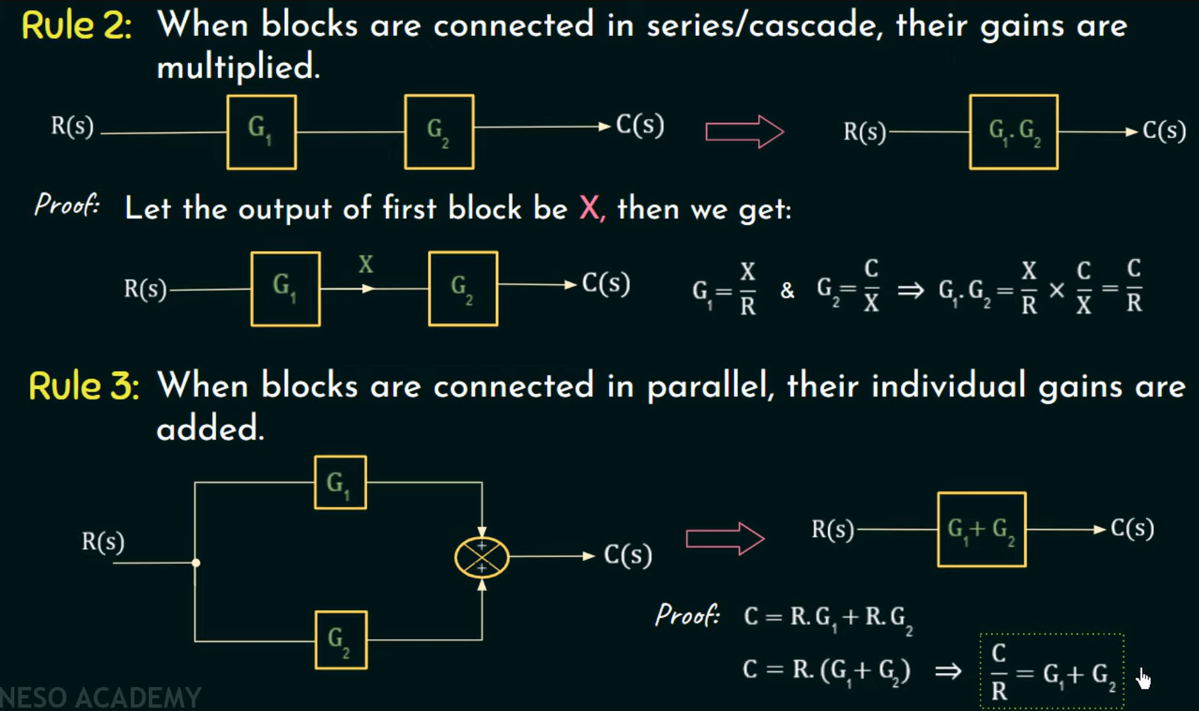 Rule 2: When blocks are connected in series/cascade, their gains are
multiplied.
R(s) G₁ G₂ C(s) R(s) G₁.G₂ C(s)
Proof: Let the output of first block be X, then we get:
R(s) G₁ X G₂ C(s) G₁ = X/R & G₂ = C/X ⇒ G₁.G₂ = X/R × C/X = C/R
Rule 3: When blocks are connected in parallel, their individual gains are
added.
G₁
R(s) + + C(s) R(s) G₁+ G₂ C(s)
G₂
Proof: C = R.G₁ + R.G₂
C = R.(G₁+ G₂) ⇒ C/R = G₁+ G₂
NESO ACADEMY